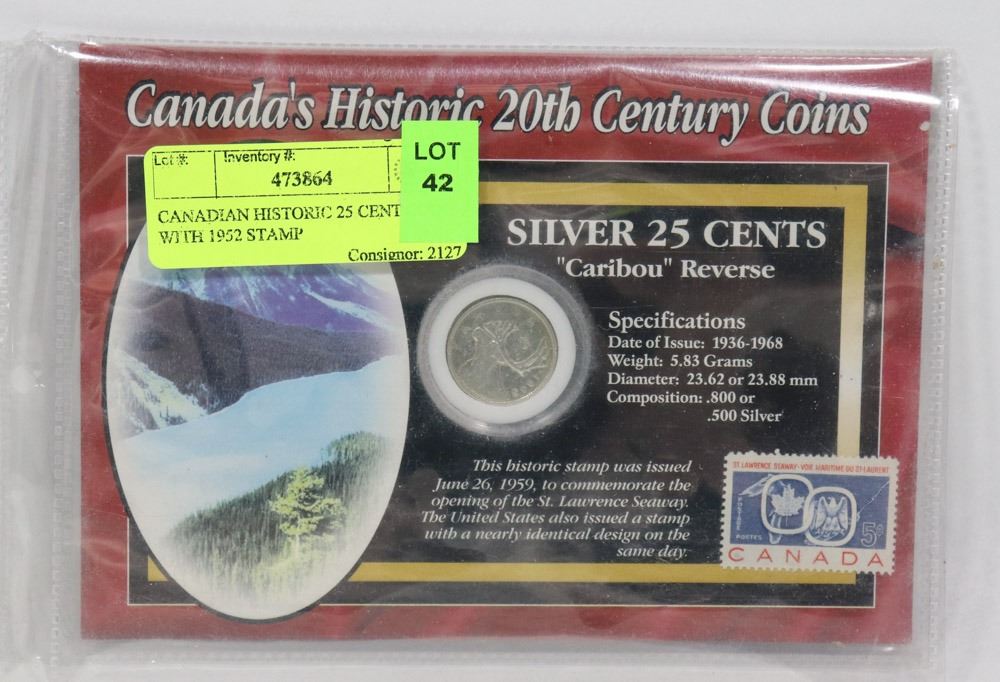 Canada's Historic 20th Century Coins
Lot #: Inventory #:
473864
CANADIAN HISTORIC 25 CENT
WITH 1952 STAMP
Consignor: 2127
LOT
42
SILVER 25 CENTS
"Caribou" Reverse
Specifications
Date of Issue: 1936-1968
Weight: 5.83 Grams
Diameter: 23.62 or 23.88 mm
Composition: .800 or
.500 Silver
This historic stamp was issued
June 26, 1959, to commemorate the
opening of the St. Lawrence Seaway.
The United States also issued a stamp
with a nearly identical design on the
same day.
ST. LAWRENCE SEAWAY·VOIE MARITIME DU ST-LAURENT
POSTAGE
POSTES
5¢
CANADA